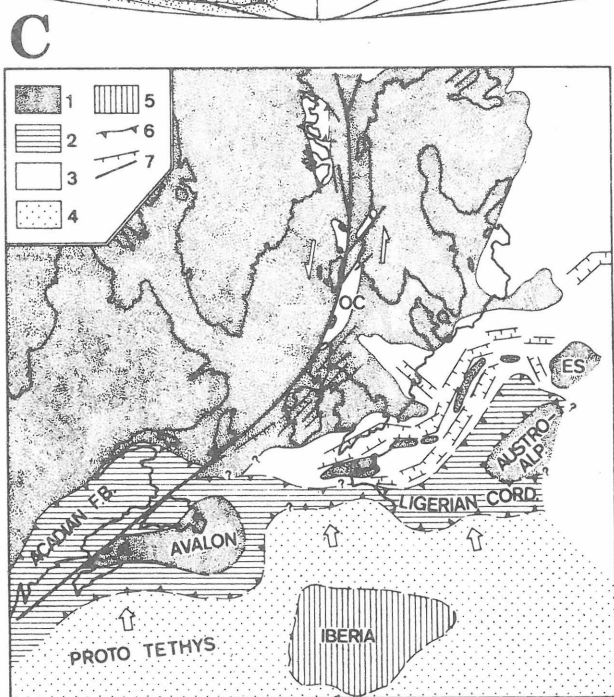 C
1
2
3
4
5
6
7
OC
ES
AUSTRO
ALP.
LIGERIAN CORD.
ACADIAN F.B.
AVALON
IBERIA
PROTO TETHYS
?
?
?
?
?
?